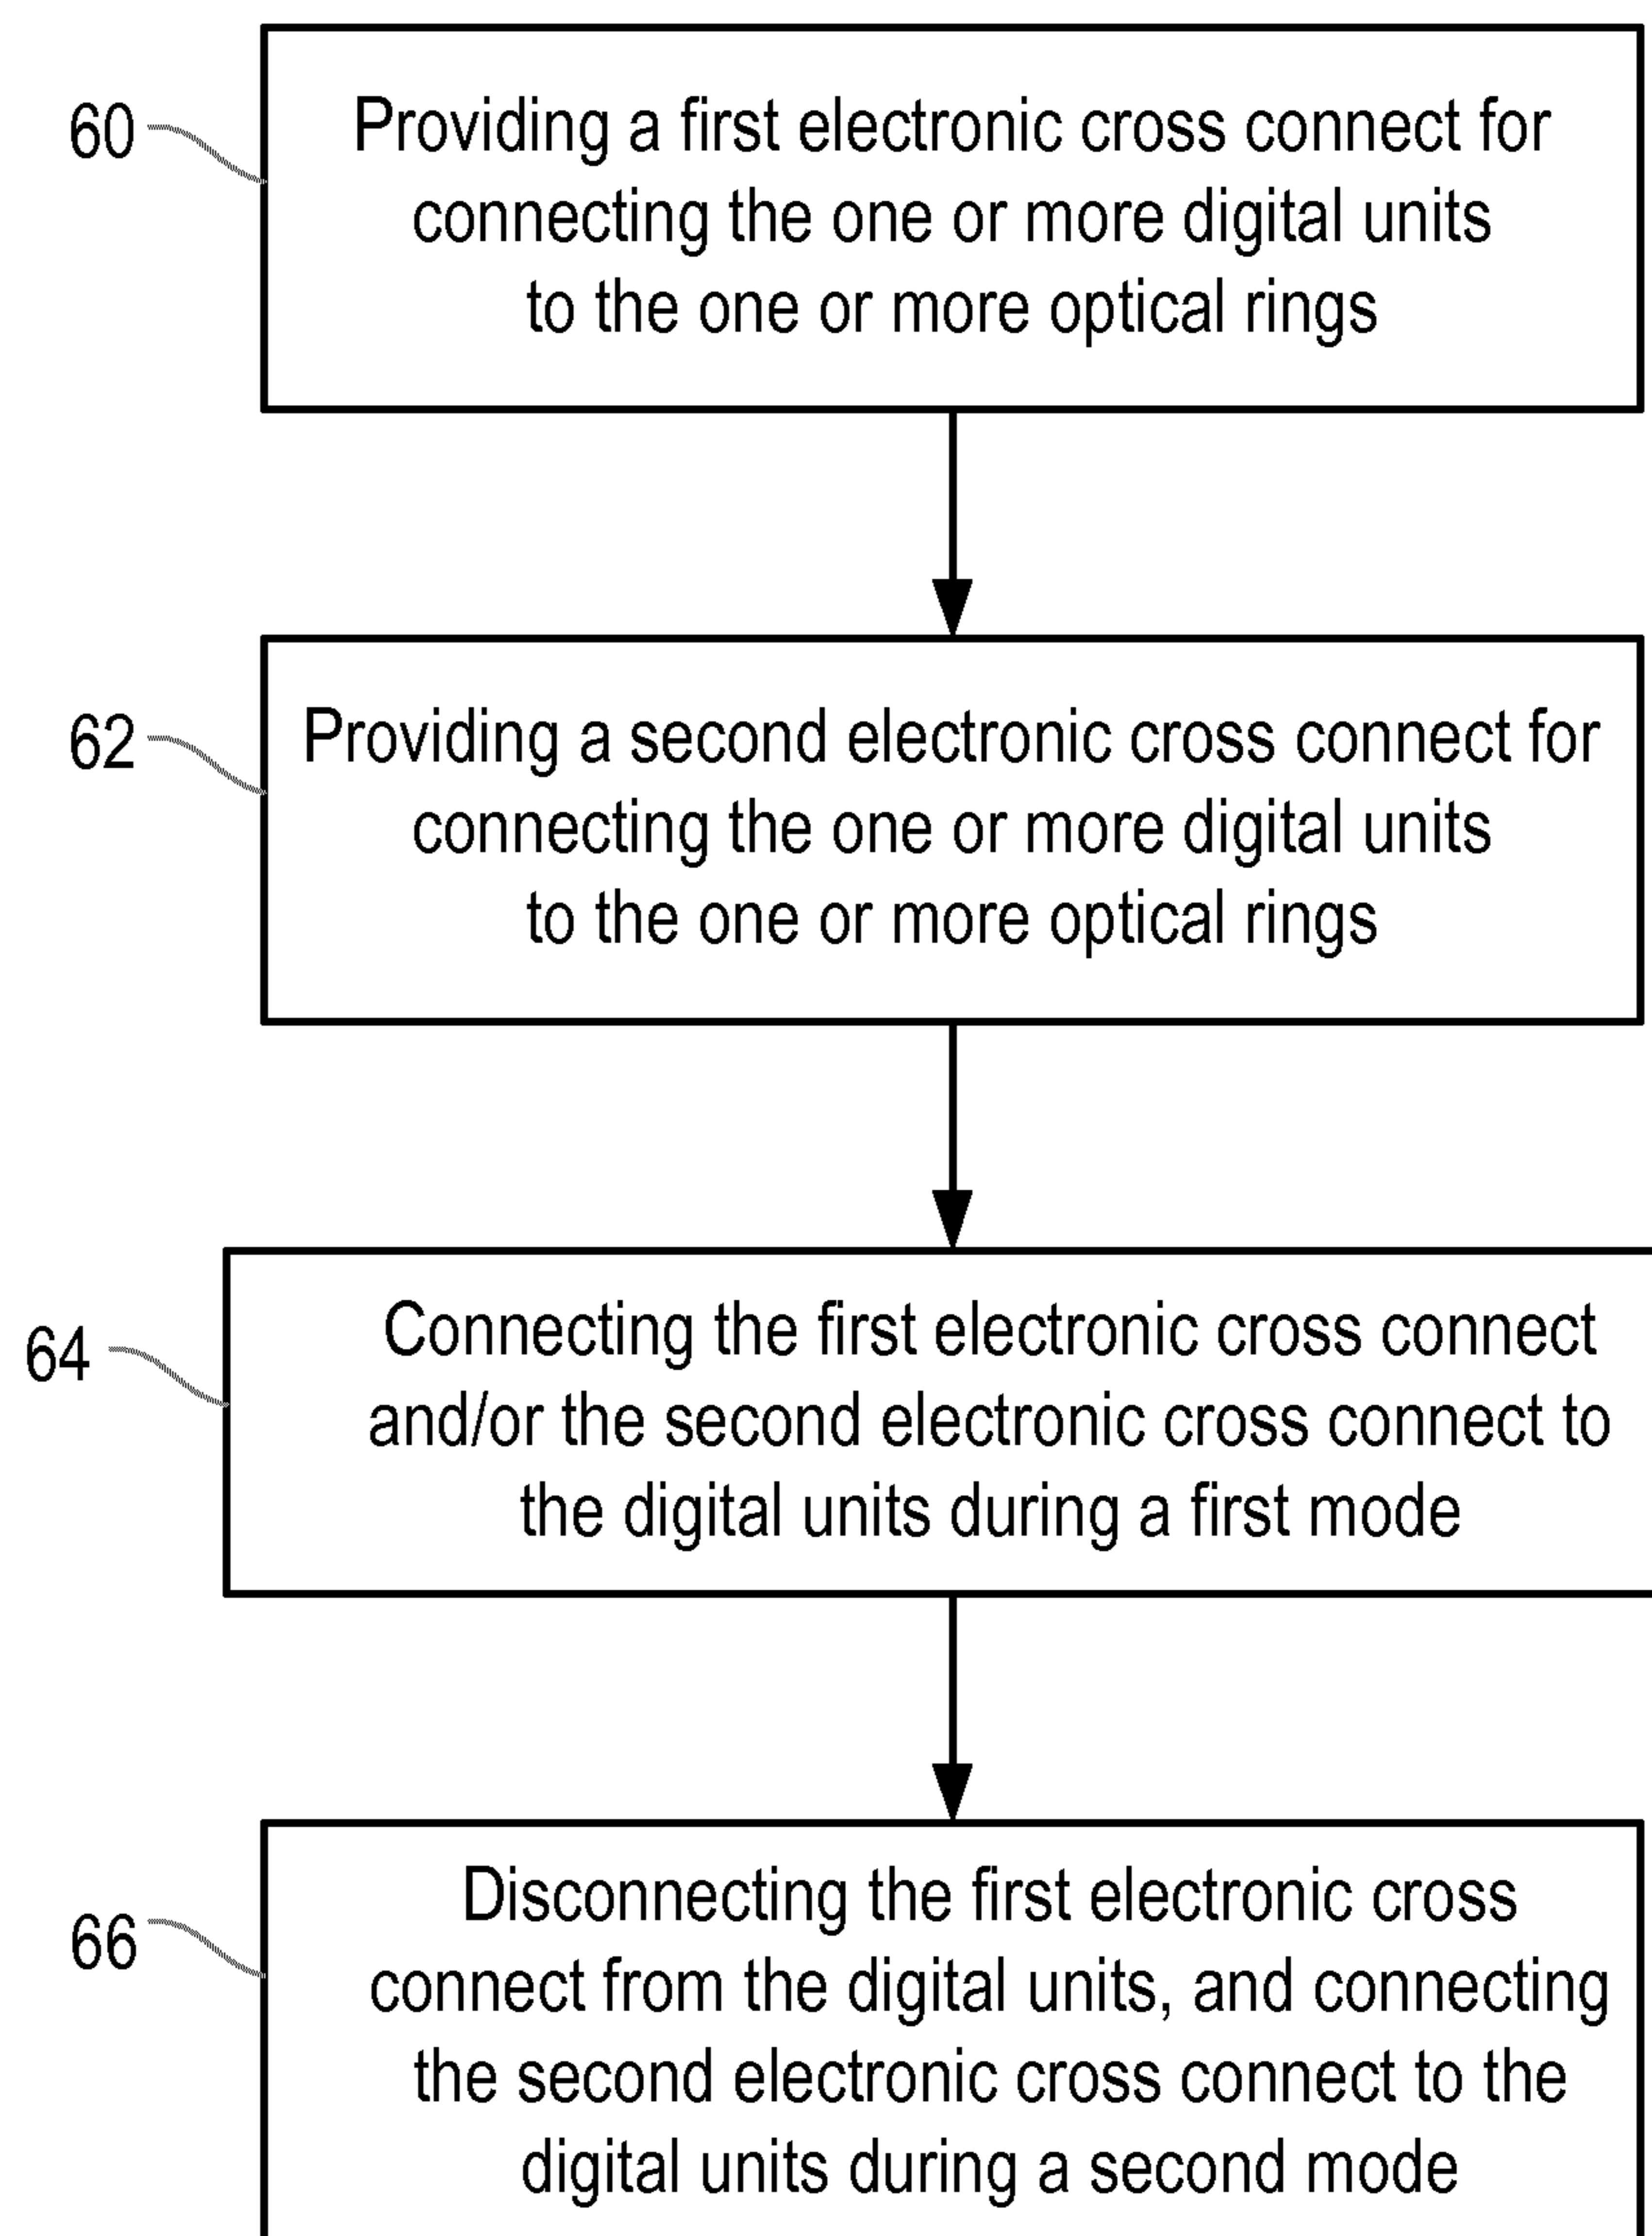 60
Providing a first electronic cross connect for
connecting the one or more digital units
to the one or more optical rings
62
Providing a second electronic cross connect for
connecting the one or more digital units
to the one or more optical rings
64
Connecting the first electronic cross connect
and/or the second electronic cross connect to
the digital units during a first mode
66
Disconnecting the first electronic cross
connect from the digital units, and connecting
the second electronic cross connect to the
digital units during a second mode